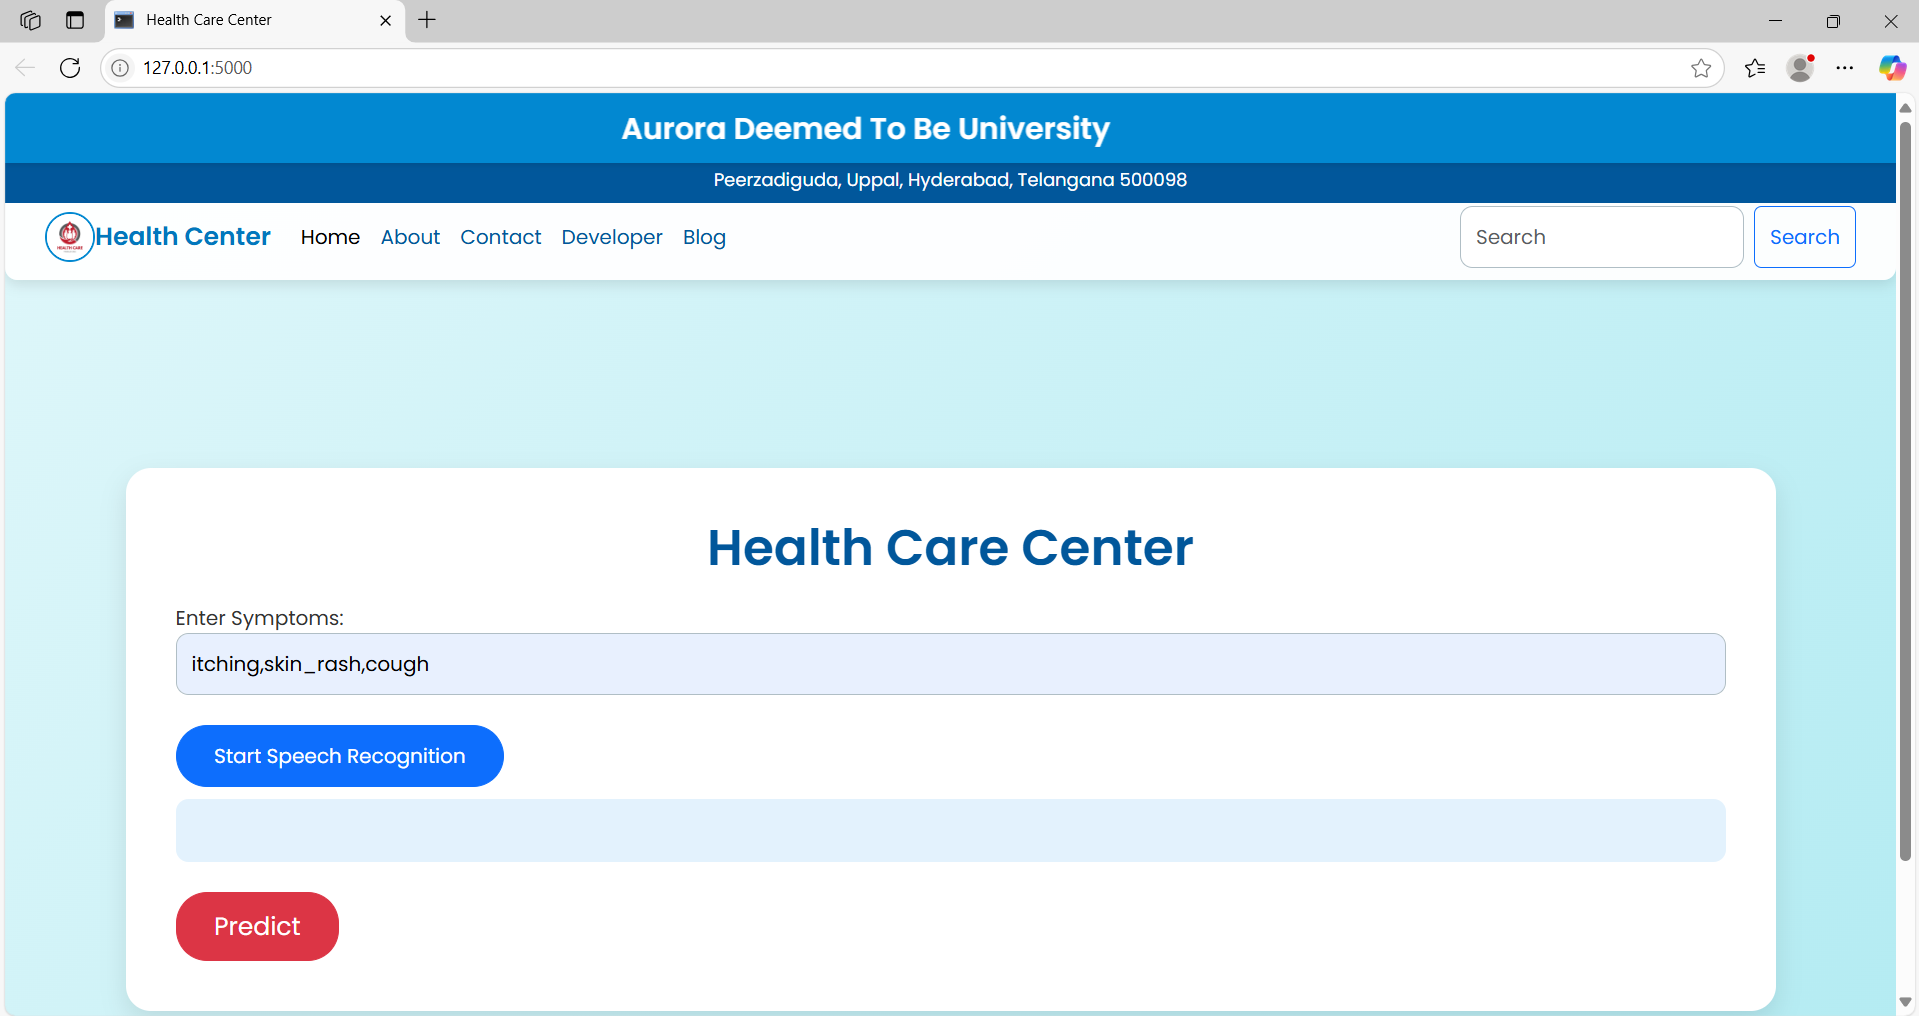 Health Care Center
127.0.0.1:5000
Aurora Deemed To Be University
Peerzadiguda, Uppal, Hyderabad, Telangana 500098
HEALTH CARE
Health Center Home About Contact Developer Blog Search Search
Health Care Center
Enter Symptoms:
itching,skin_rash,cough
Start Speech Recognition
Predict